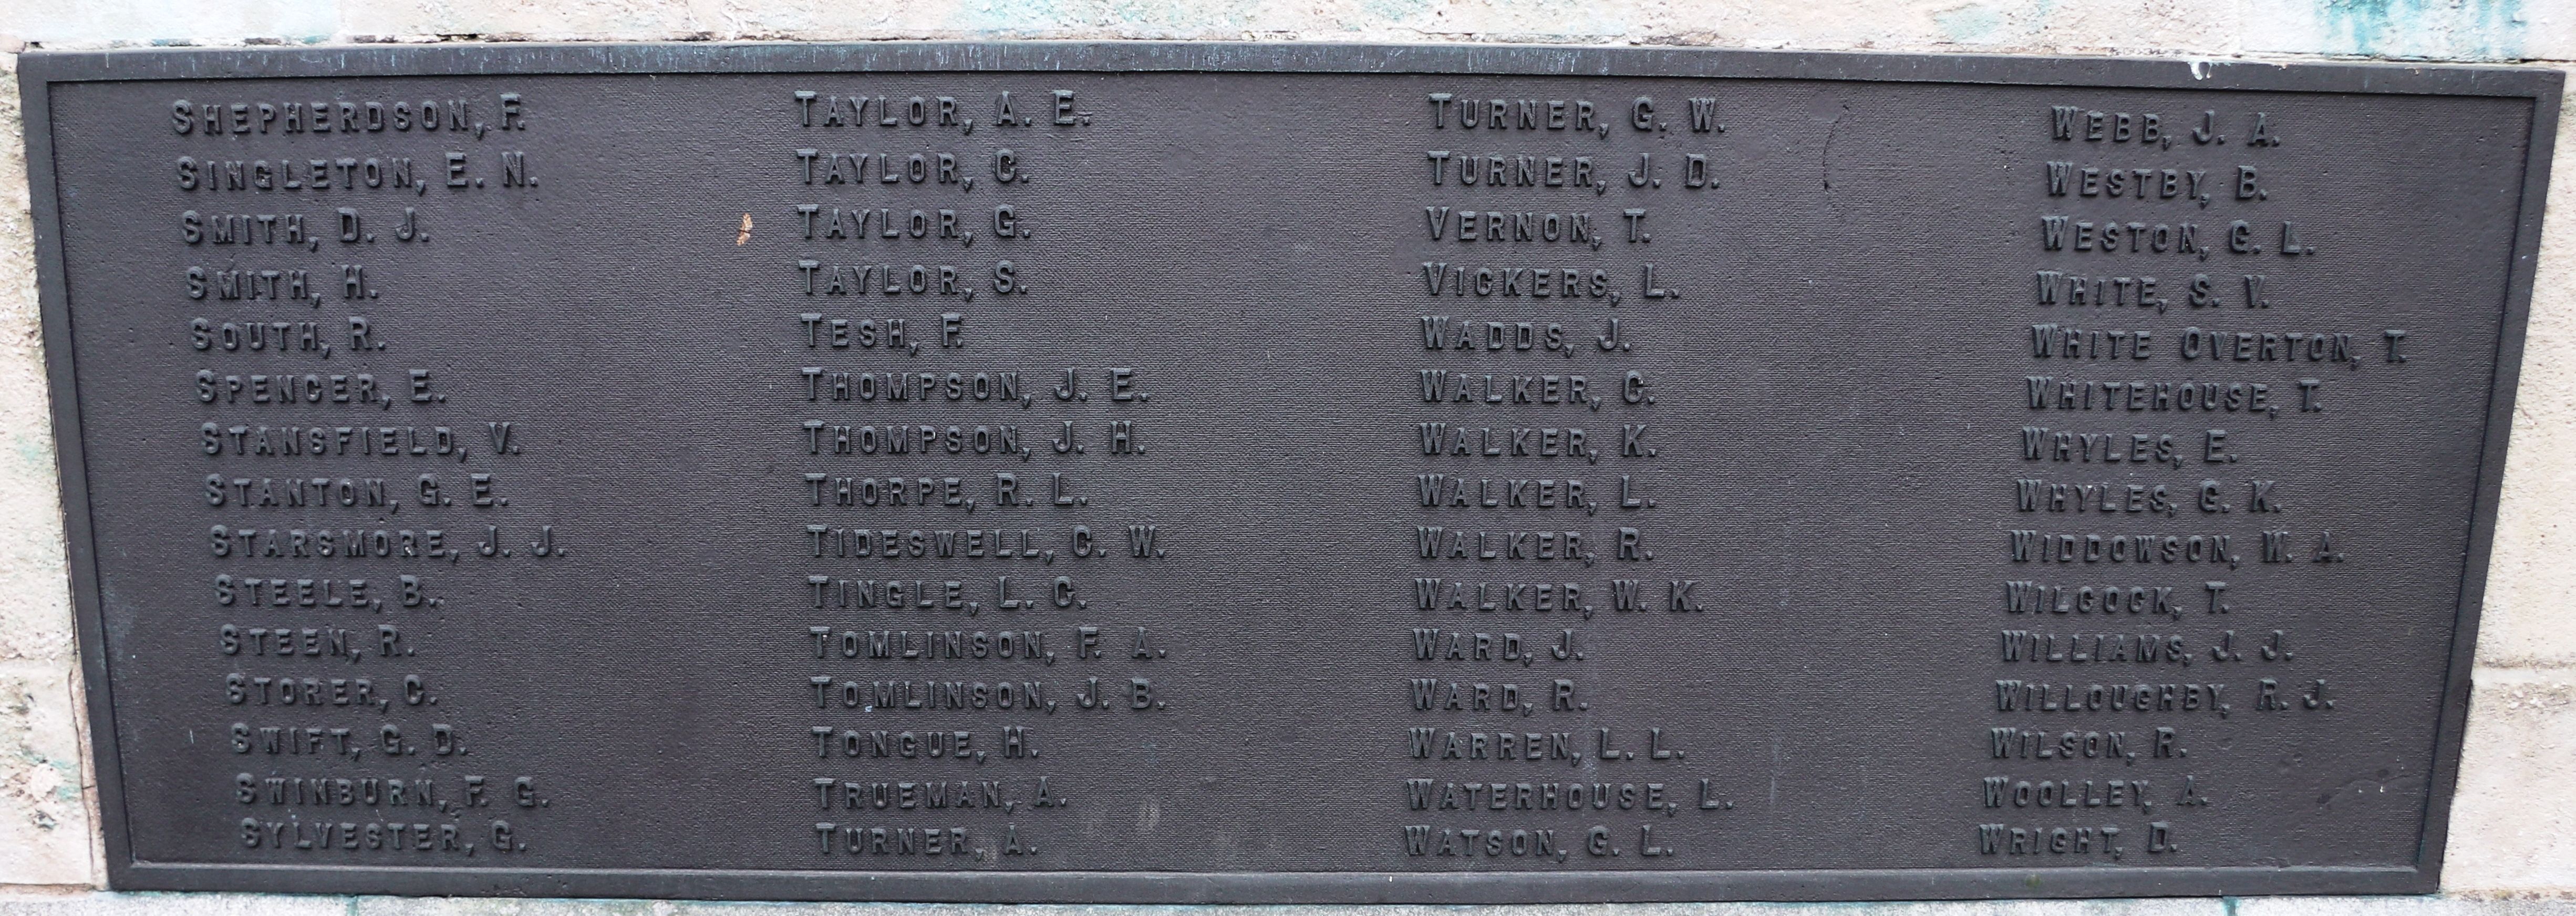 SHEPHERDSON, F.
SINGLETON, E. N.
SMITH, D. J.
SMITH, H.
SOUTH, R.
SPENCER, E.
STANSFIELD, V.
STANTON, G. E.
STARSMORE, J. J.
STEELE, B.
STEEN, R.
STORER, C.
SWIFT, G. D.
SWINBURN, F. G.
SYLVESTER, G.
TAYLOR, A. E.
TAYLOR, C.
TAYLOR, G.
TAYLOR, S.
TESH, F.
THOMPSON, J. E.
THOMPSON, J. H.
THORPE, R. L.
TIDESWELL, C. W.
TINGLE, L. C.
TOMLINSON, F. A.
TOMLINSON, J. B.
TONGUE, H.
TRUEMAN, A.
TURNER, A.
TURNER, G. W.
TURNER, J. D.
VERNON, T.
VICKERS, L.
WADDS, J.
WALKER, C.
WALKER, K.
WALKER, L.
WALKER, R.
WALKER, W. K.
WARD, J.
WARD, R.
WARREN, L. L.
WATERHOUSE, L.
WATSON, G. L.
WEBB, J. A.
WESTBY, B.
WESTON, G. L.
WHITE, S. V.
WHITE OVERTON, T.
WHITEHOUSE, T.
WHYLES, E.
WHYLES, G. K.
WIDDOWSON, W. A.
WILCOCK, T.
WILLIAMS, J. J.
WILLOUGHBY, R. J.
WILSON, R.
WOOLLEY, A.
WRIGHT, D.